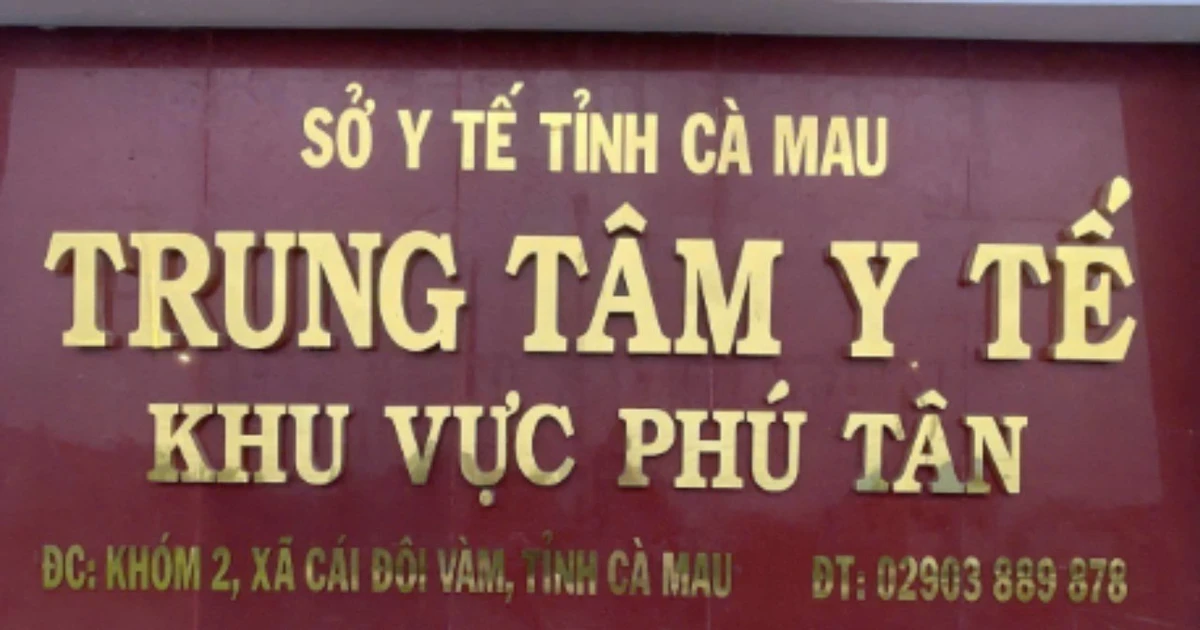 SỞ Y TẾ TỈNH CÀ MAU
TRUNG TÂM Y TẾ
KHU VỰC PHÚ TÂN
ĐC: KHÓM 2, XÃ CÁI ĐÔI VÀM, TỈNH CÀ MAU ĐT: 02903 889 878